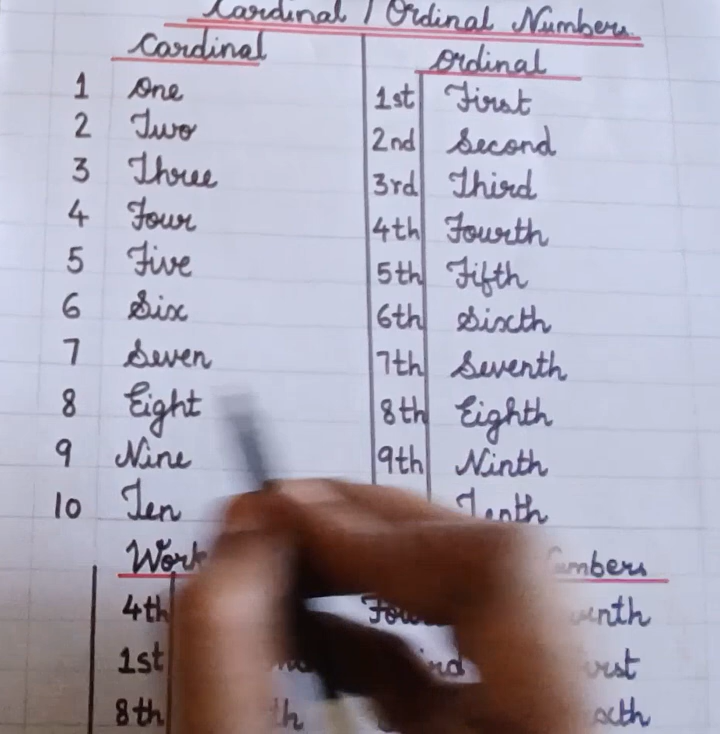 Cardinal / Ordinal Numbers
Cardinal Ordinal
1 One 1st First
2 Two 2nd Second
3 Three 3rd Third
4 Four 4th Fourth
5 Five 5th Fifth
6 Six 6th Sixth
7 Seven 7th Seventh
8 Eight 8th Eighth
9 Nine 9th Ninth
10 Ten Tenth
4th
1st
8th